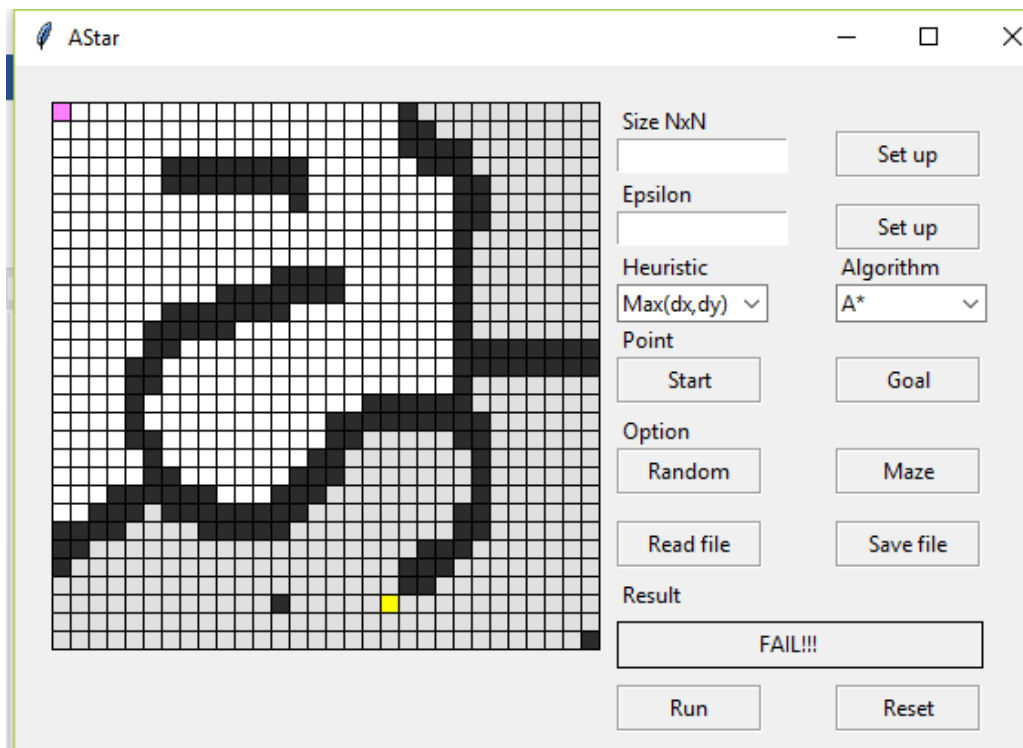 AStar
Size NxN
Set up
Epsilon
Set up
Heuristic Algorithm
Max(dx,dy) A*
Point
Start Goal
Option
Random Maze
Read file Save file
Result
FAIL!!!
Run Reset